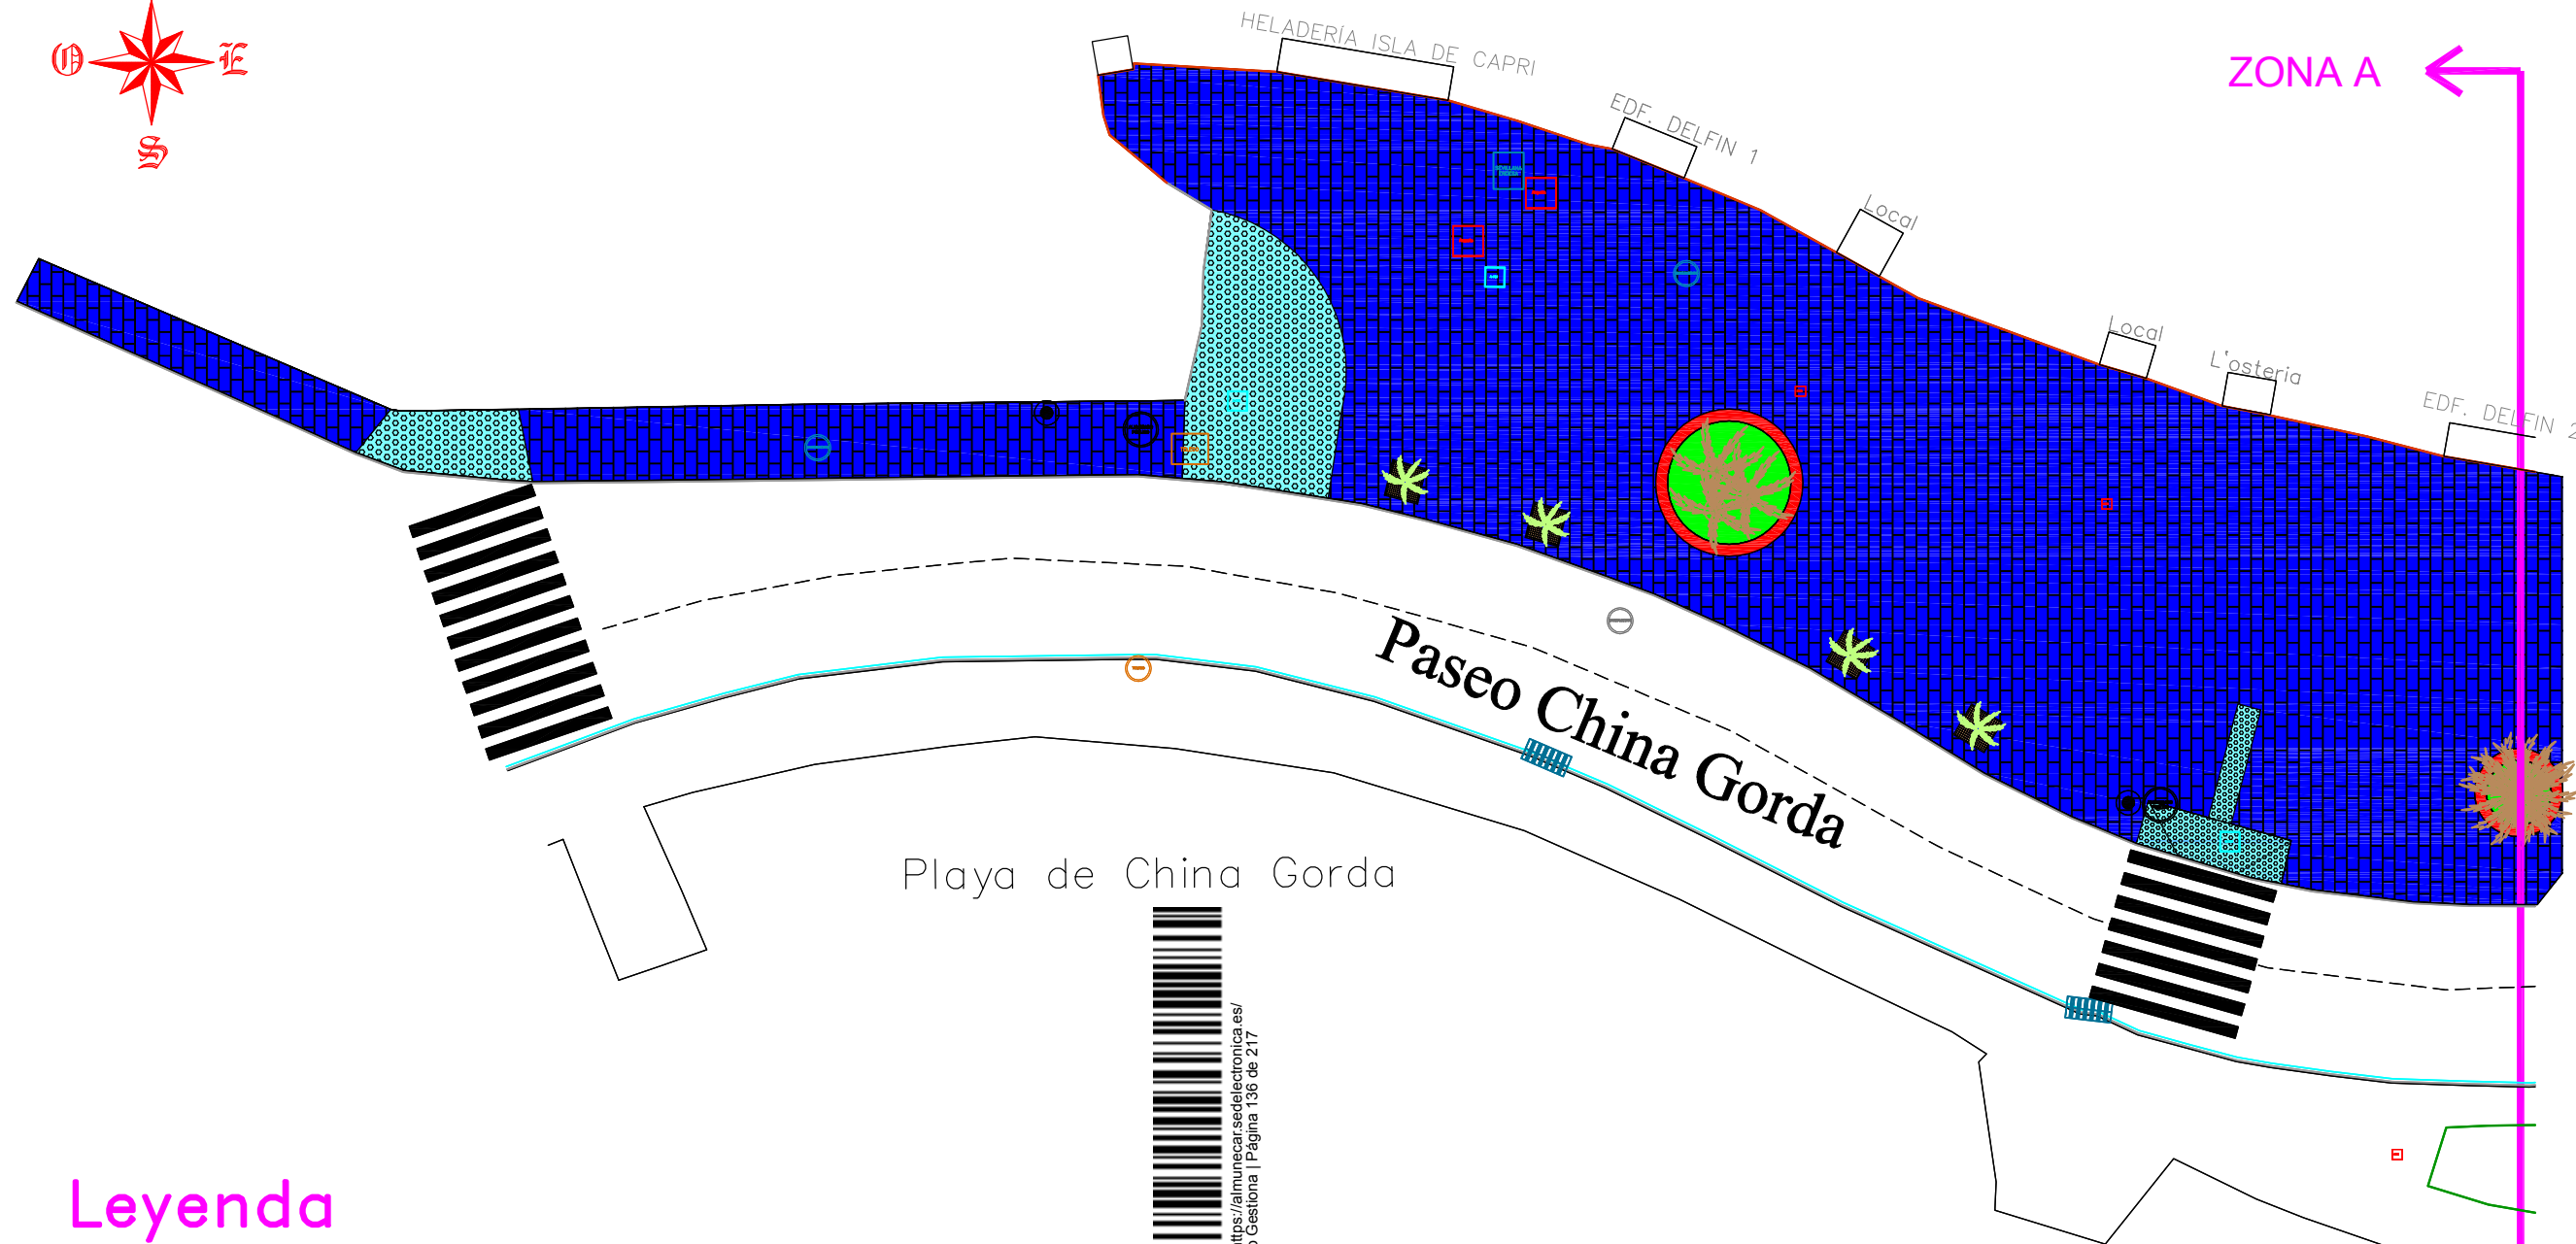 HELADERÍA ISLA DE CAPRI
ZONA A
O
E
S
EDF. DELFIN 1
Local
Local
L'osteria
EDF. DELFIN 2
Paseo China Gorda
Playa de China Gorda
https://almunecar.sedelectronica.es/
Gestiona | Página 136 de 217
Leyenda